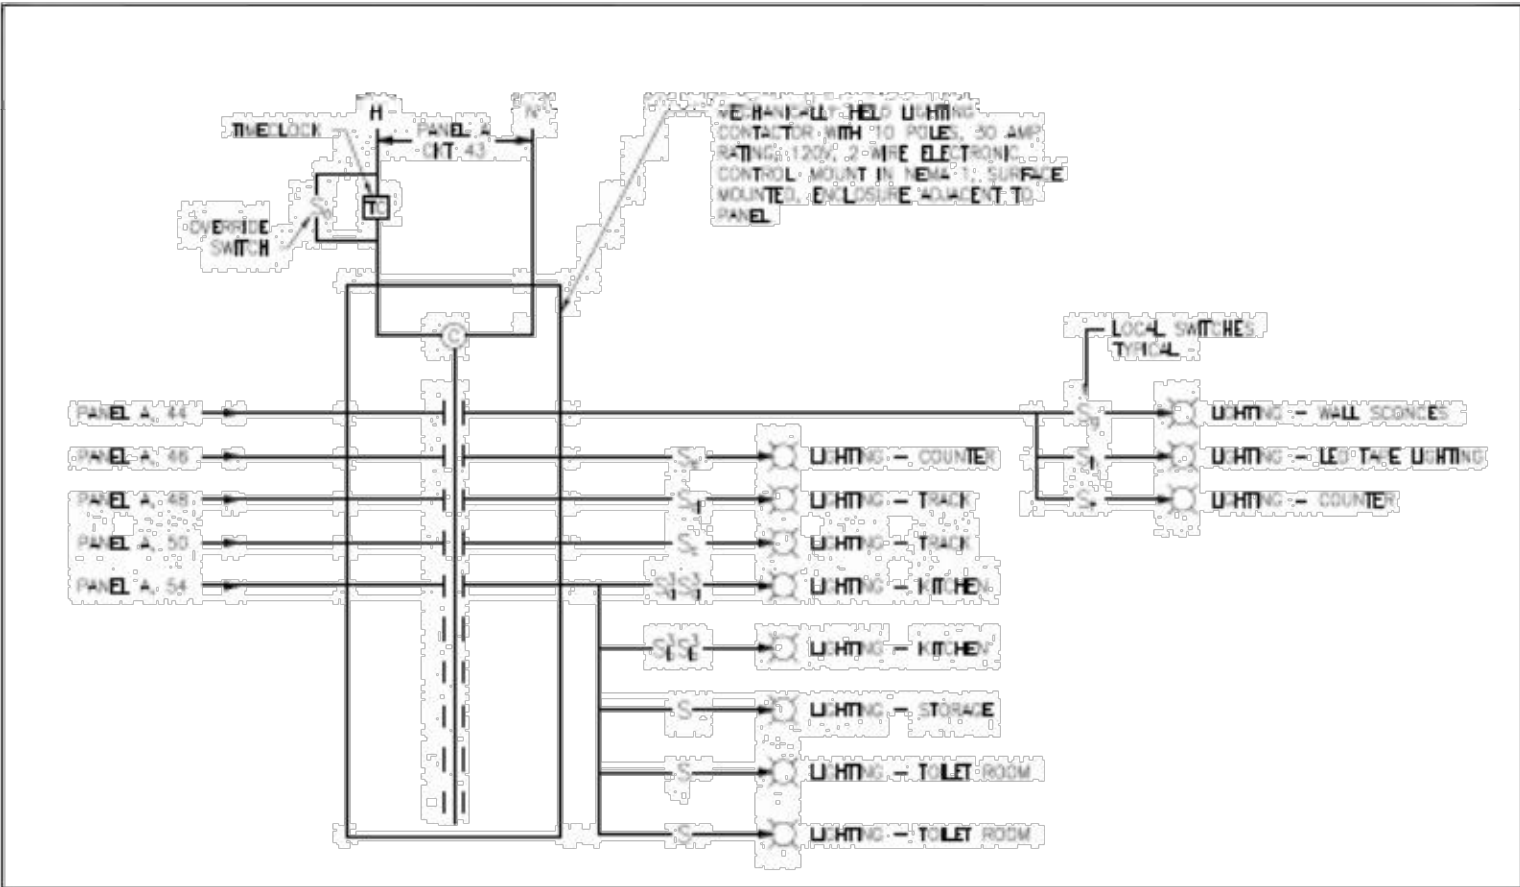 H
N
TIMECLOCK
PANEL A
CKT 43
MECHANICALLY HELD LIGHTING
CONTACTOR WITH 10 POLES, 30 AMP
RATING, 120V, 2 WIRE ELECTRONIC
CONTROL. MOUNT IN NEMA 1, SURFACE
MOUNTED, ENCLOSURE ADJACENT TO
PANEL
TC
OVERRIDE
SWITCH
C
LOCAL SWITCHES
TYPICAL
PANEL A, 44
S
LIGHTING - WALL SCONCES
PANEL A, 46
S
LIGHTING - COUNTER
S
LIGHTING - LED TAPE LIGHTING
PANEL A, 48
S
LIGHTING - TRACK
S
LIGHTING - COUNTER
PANEL A, 50
S
LIGHTING - TRACK
PANEL A, 54
S3S3
LIGHTING - KITCHEN
S3S3
LIGHTING - KITCHEN
S
LIGHTING - STORAGE
S
LIGHTING - TOILET ROOM
S
LIGHTING - TOILET ROOM